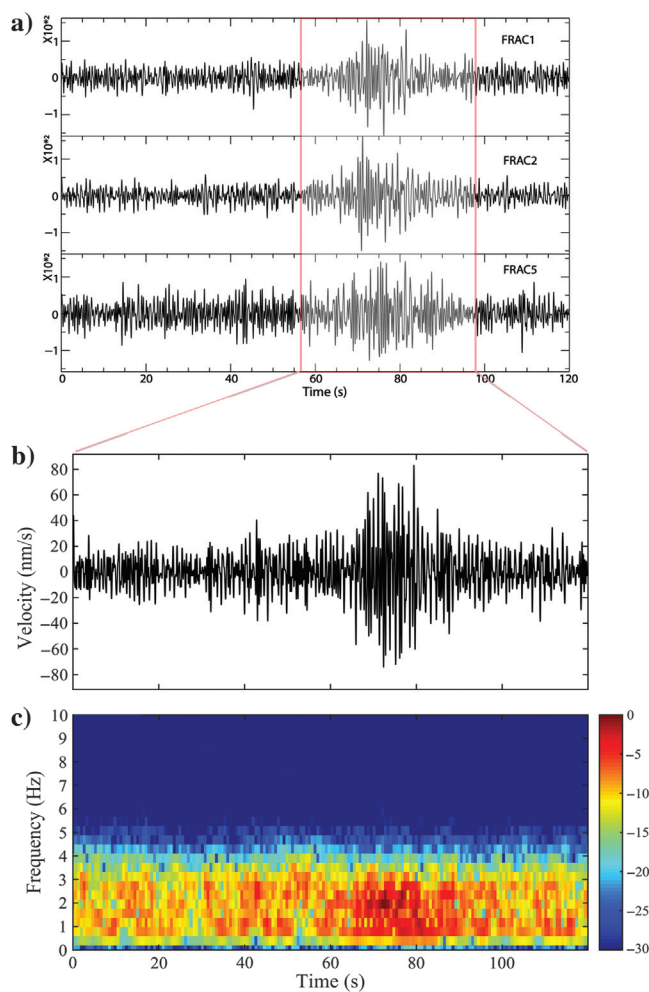 a)
X10**2
FRAC1
1
0
−1
X10**2
FRAC2
1
0
−1
X10**2
FRAC5
1
0
−1
0 20 40 60 80 100 120
Time (s)
b)
Velocity (nm/s)
80
60
40
20
0
−20
−40
−60
−80
c)
Frequency (Hz)
10
9
8
7
6
5
4
3
2
1
0
0 20 40 60 80 100
Time (s)
0
−5
−10
−15
−20
−25
−30